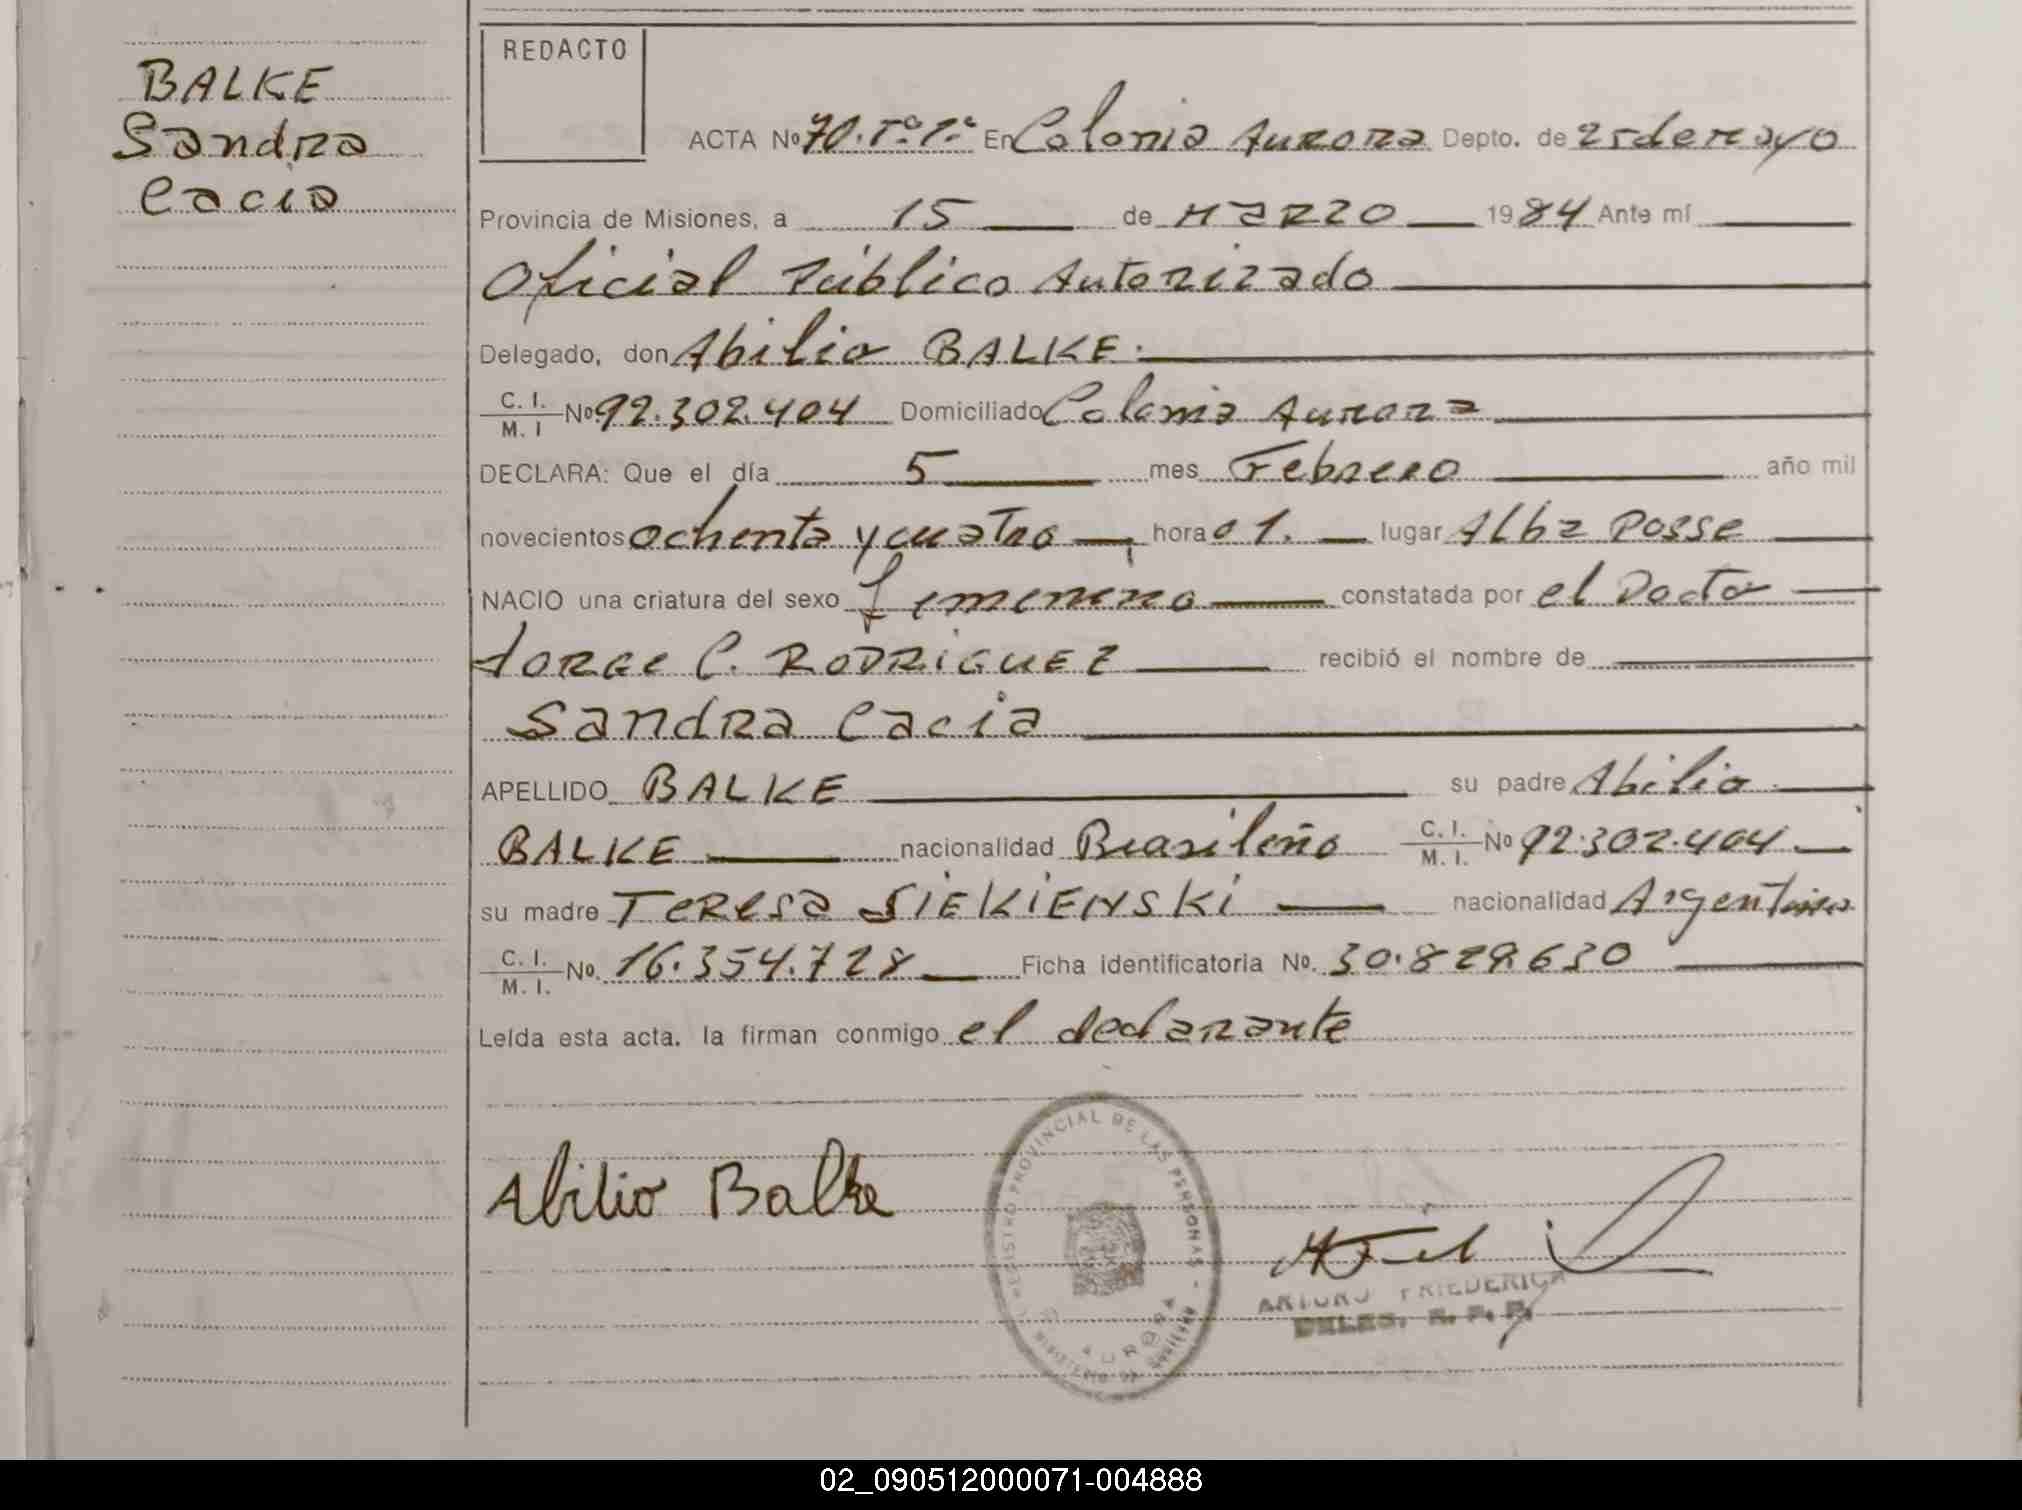 BALKE
Sandra
Cacia
REDACTO
ACTA Nº 70. Tº 1º En Colonia Aurora Depto. de 25 de mayo
Provincia de Misiones, a 15 de MARZO 1984 Ante mí
Oficial Público Autorizado
Delegado, don Abilio BALKE.
C. I. / M. I Nº 92.302.404 Domiciliado Colonia Aurora
DECLARA: Que el día 5 mes Febrero año mil
novecientos ochenta y cuatro, hora 01. lugar Alba Posse
NACIO una criatura del sexo femenino constatada por el Doctor
Jorge C. RODRIGUEZ recibió el nombre de
Sandra Cacia
APELLIDO BALKE su padre Abilio
BALKE nacionalidad Brasileño C. I. / M. I. Nº 92.302.404
su madre Teresa SIEKIENSKI nacionalidad Argentina
C. I. / M. I. Nº. 16.354.728 Ficha identificatoria Nº. 30.829.630
Leída esta acta, la firman conmigo el declarante
Abilio Balke
REGISTRO PROVINCIAL DE LAS PERSONAS
AURORA
ARTURO FRIEDERICH
DELEG. R. P. P.
02_090512000071-004888